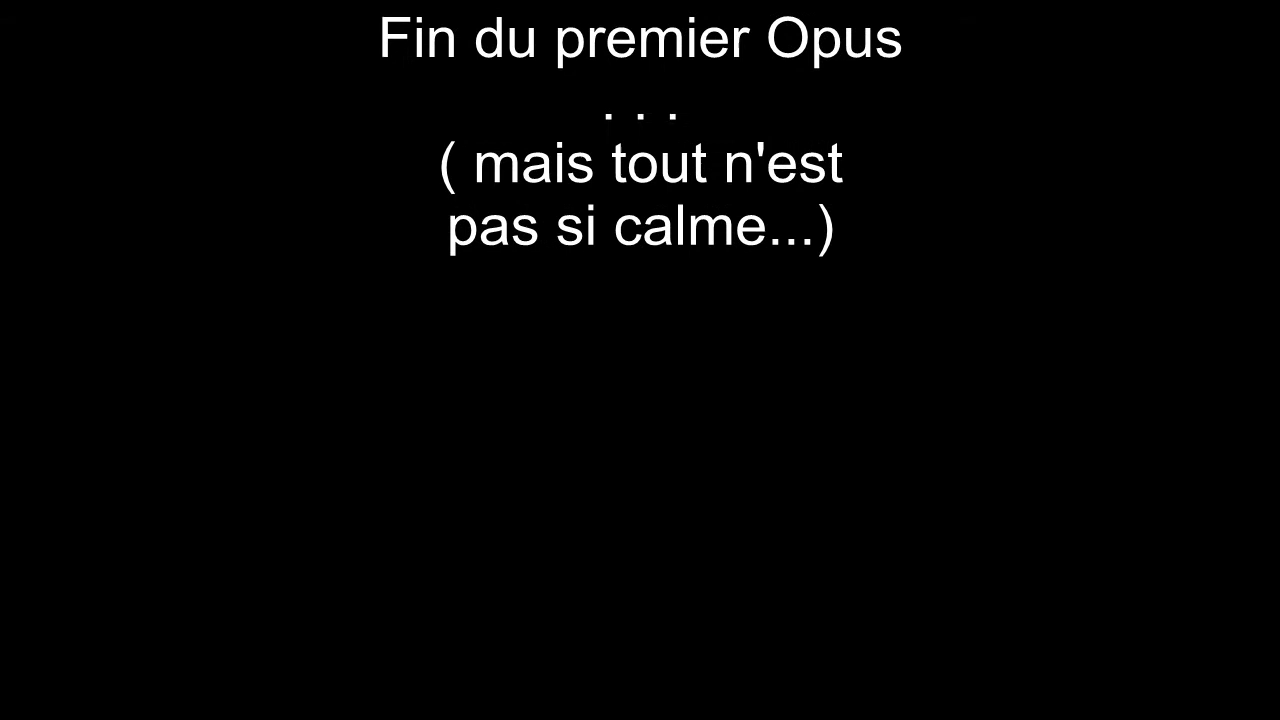 Fin du premier Opus
. . .
( mais tout n'est
pas si calme...)